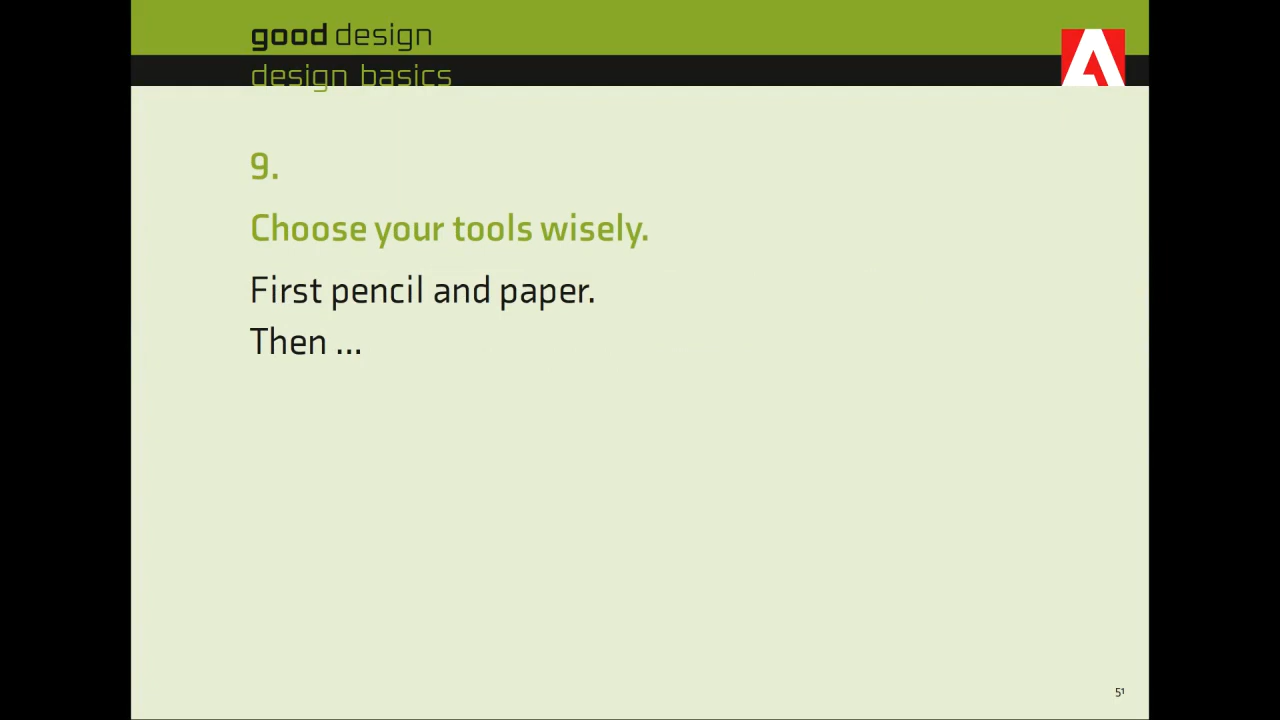 good design
design basics
9.
Choose your tools wisely.
First pencil and paper.
Then ...
51